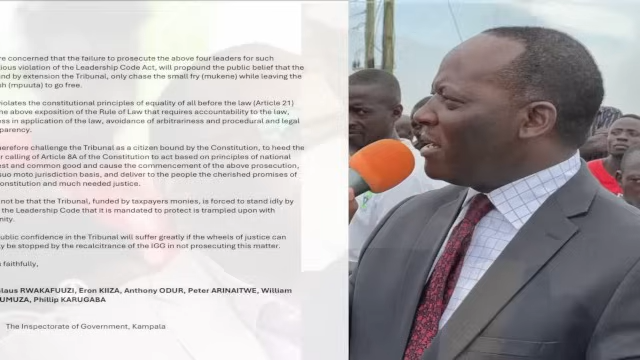 re concerned that the failure to prosecute the above four leaders for such
ious violation of the Leadership Code Act, will propound the public belief that the
nd by extension the Tribunal, only chase the small fry (mukene) while leaving the
sh (mpuuta) to go free.
violates the constitutional principles of equality of all before the law (Article 21)
he above exposition of the Rule of Law that requires accountability to the law,
ess in application of the law, avoidance of arbitrariness and procedural and legal
parency.
herefore challenge the Tribunal as a citizen bound by the Constitution, to heed the
r calling of Article 8A of the Constitution to act based on principles of national
est and common good and cause the commencement of the above prosecution,
suo moto jurisdiction basis, and deliver to the people the cherished promises of
onstitution and much needed justice.
not be that the Tribunal, funded by taxpayers monies, is forced to stand idly by
the Leadership Code that it is mandated to protect is trampled upon with
nity.
public confidence in the Tribunal will suffer greatly if the wheels of justice can
y be stopped by the recalcitrance of the IGG in not prosecuting this matter.
s faithfully,
laus RWAKAFUUZI, Eron KIIZA, Anthony ODUR, Peter ARINAITWE, William
UMUZA, Phillip KARUGABA
The Inspectorate of Government, Kampala